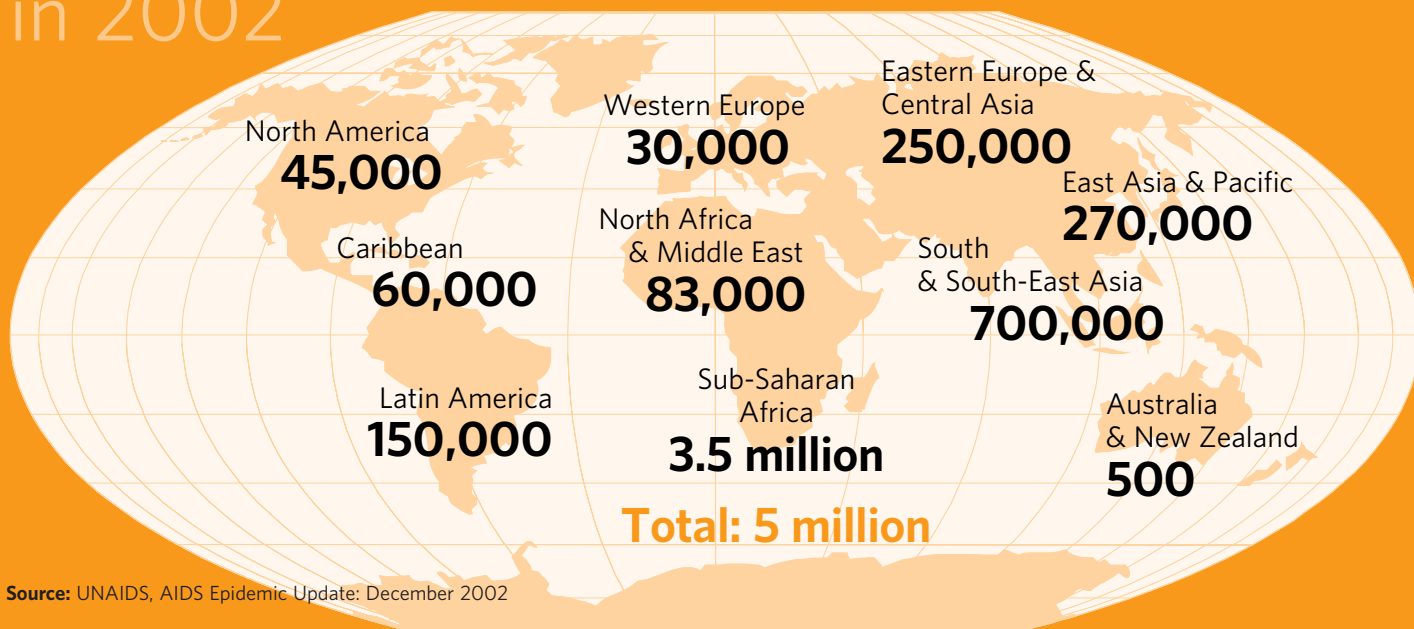 in 2002
Eastern Europe &
Central Asia
250,000
Western Europe
30,000
North America
45,000
East Asia & Pacific
270,000
North Africa
& Middle East
83,000
Caribbean
60,000
South
& South-East Asia
700,000
Sub-Saharan
Africa
3.5 million
Latin America
150,000
Australia
& New Zealand
500
Total: 5 million
Source: UNAIDS, AIDS Epidemic Update: December 2002